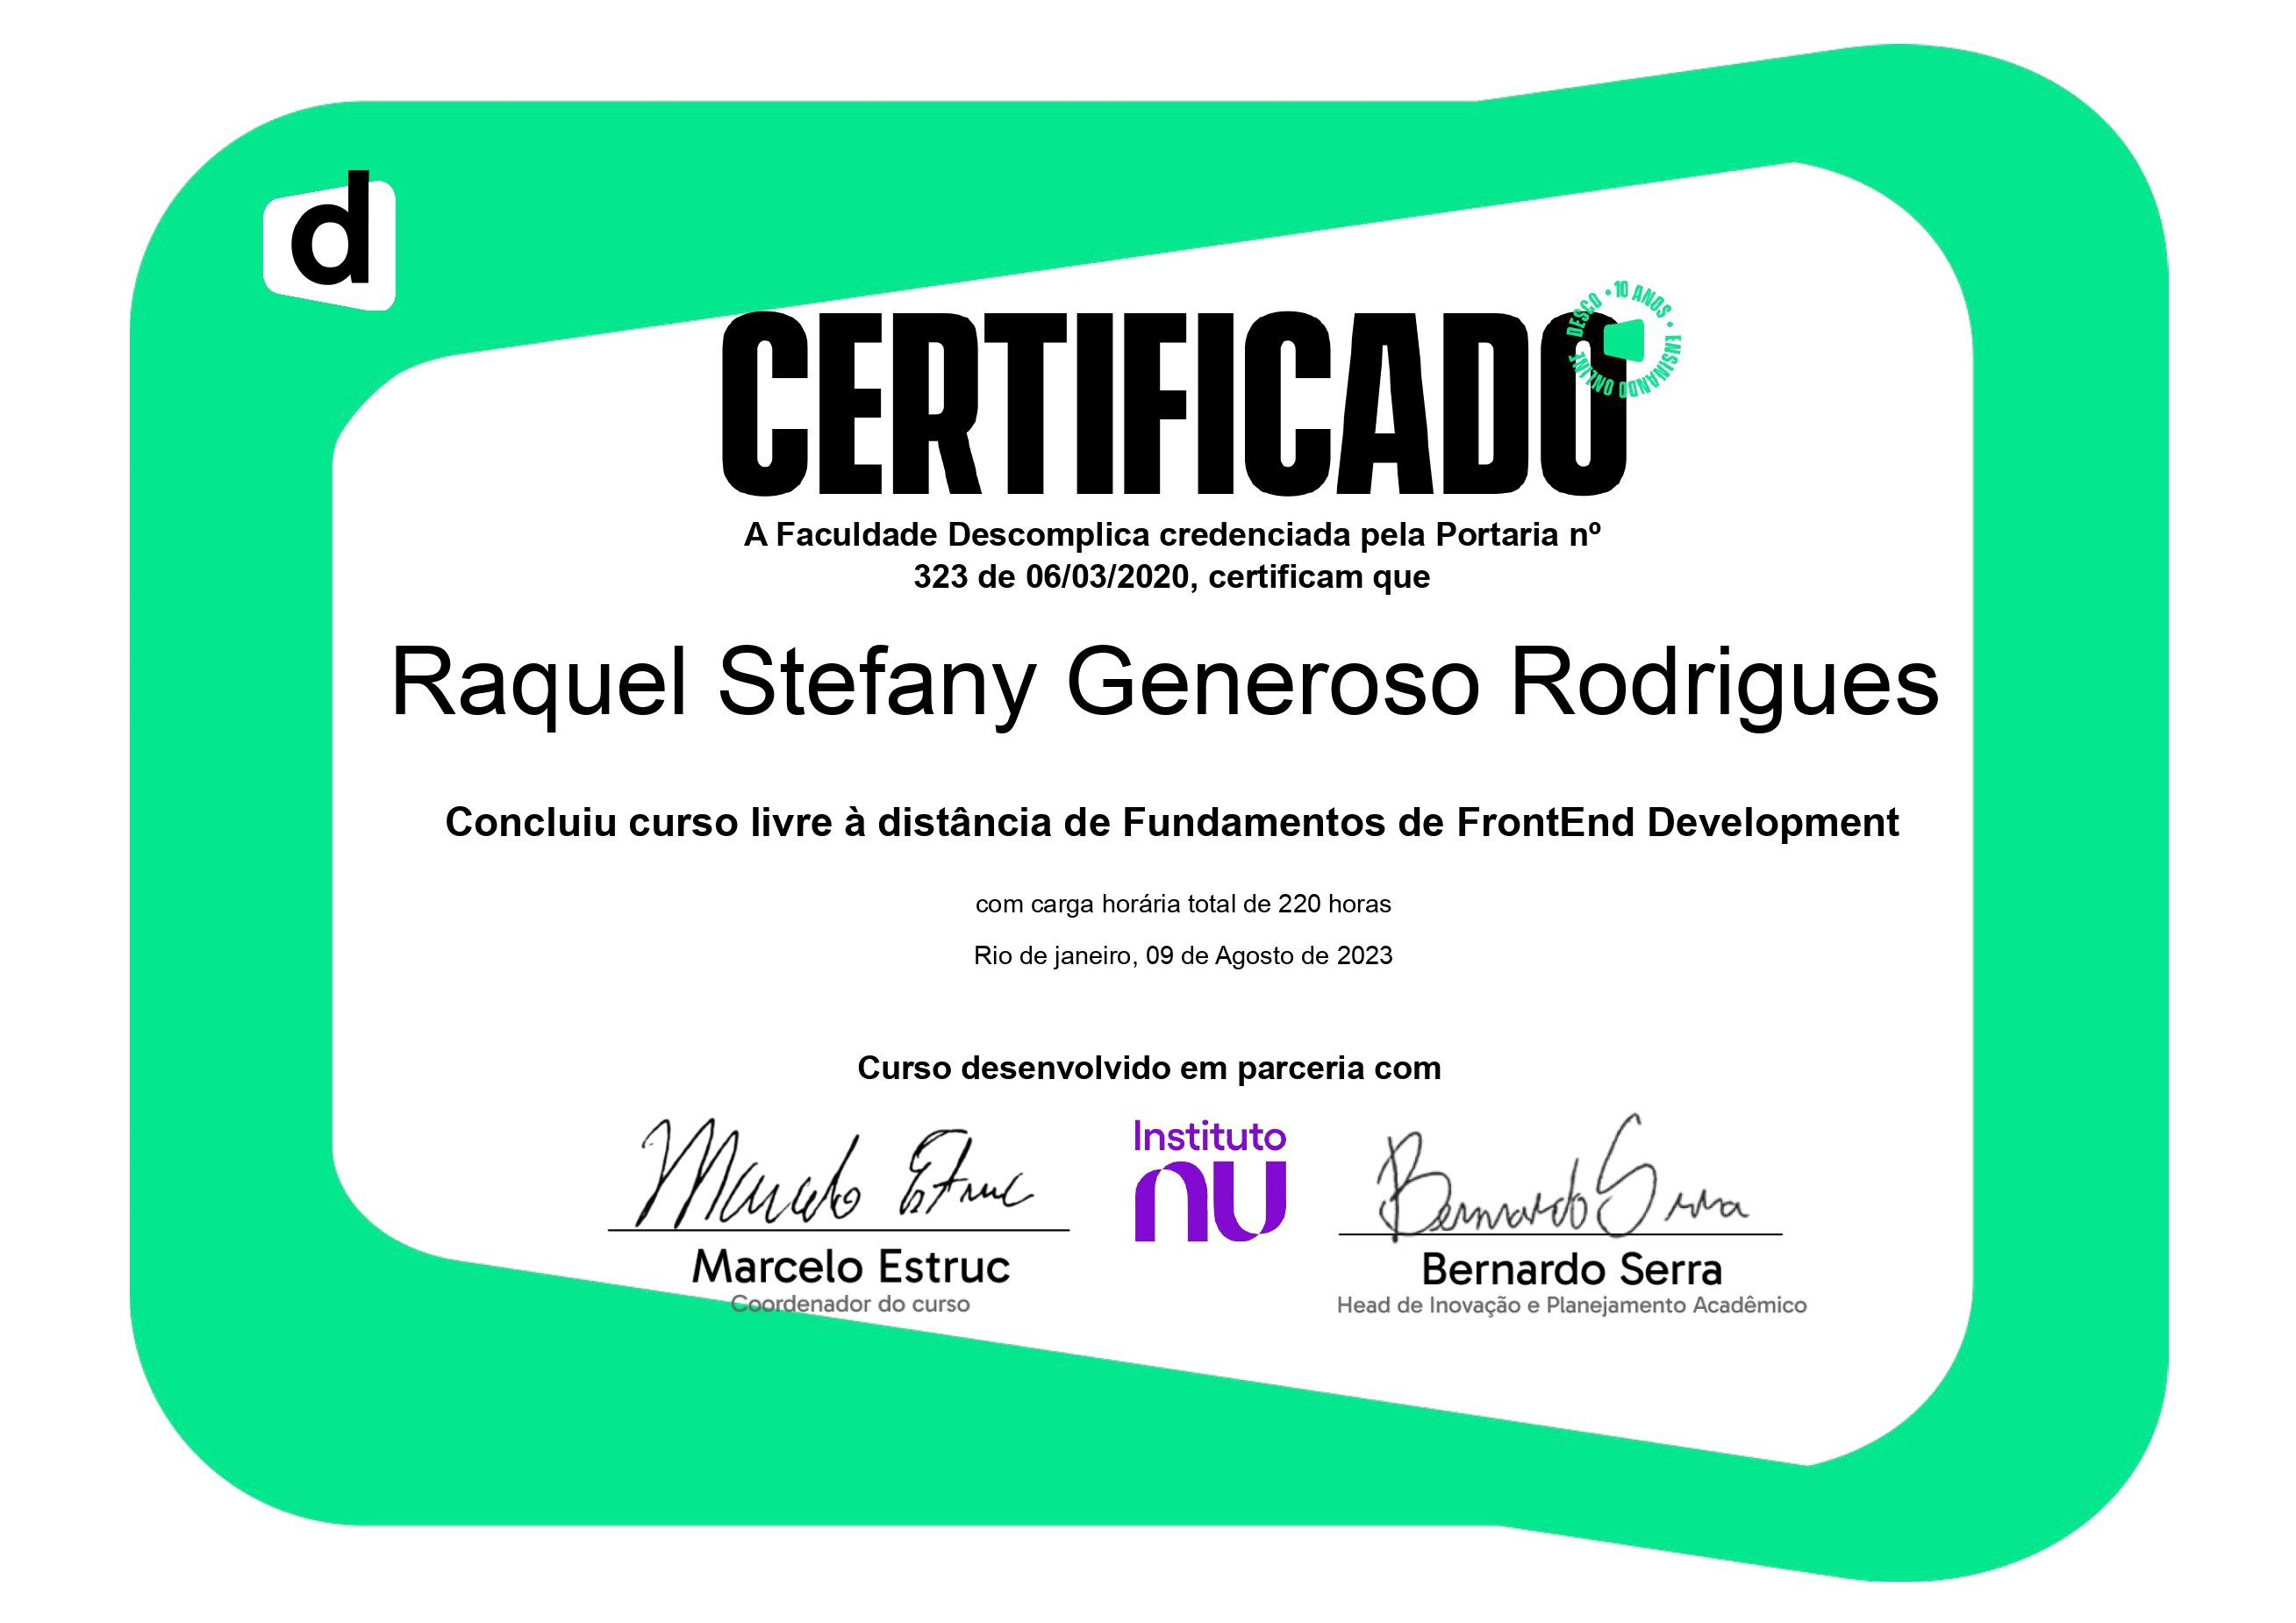 d
CERTIFICADO
DESCO • 10 ANOS • ENSINANDO ONLINE
A Faculdade Descomplica credenciada pela Portaria nº
323 de 06/03/2020, certificam que
Raquel Stefany Generoso Rodrigues
Concluiu curso livre à distância de Fundamentos de FrontEnd Development
com carga horária total de 220 horas
Rio de janeiro, 09 de Agosto de 2023
Curso desenvolvido em parceria com
Marcelo Estruc
Instituto
nu
Bernardo Serra
Marcelo Estruc
Coordenador do curso
Bernardo Serra
Head de Inovação e Planejamento Acadêmico